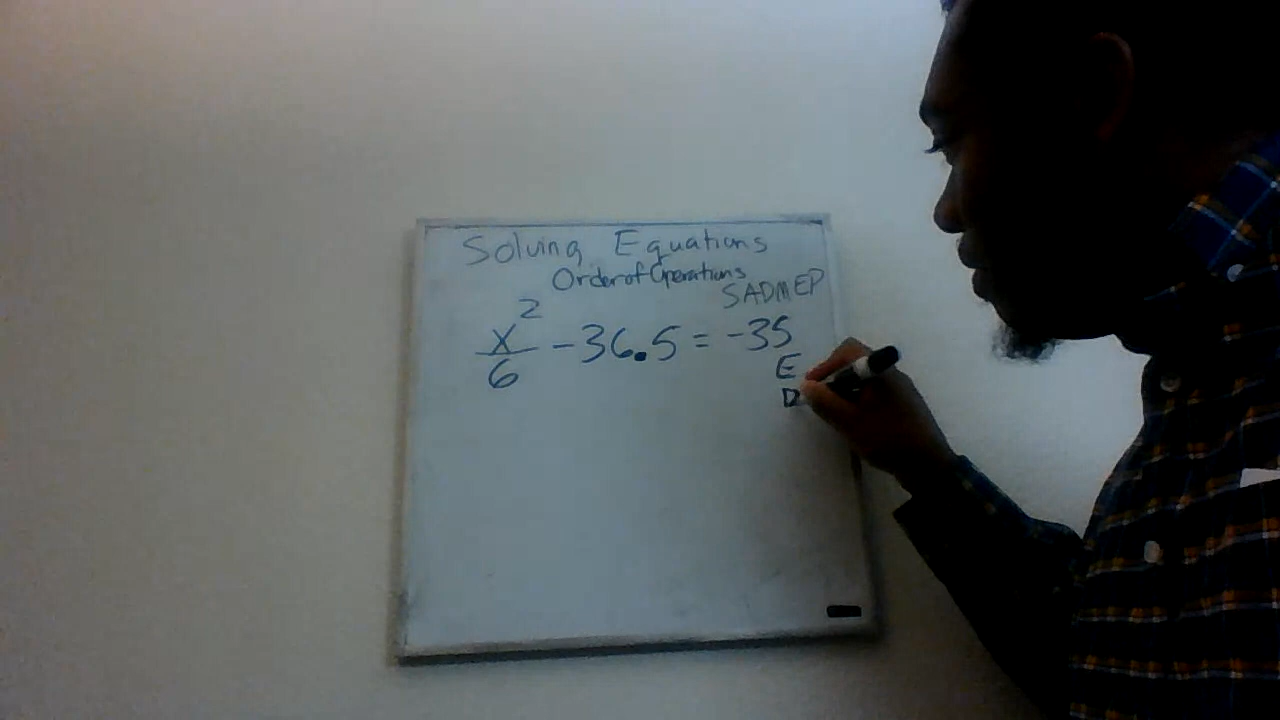 Solving Equations
Order of Operations
SADMEP
x²/6 - 36.5 = -35
E
D